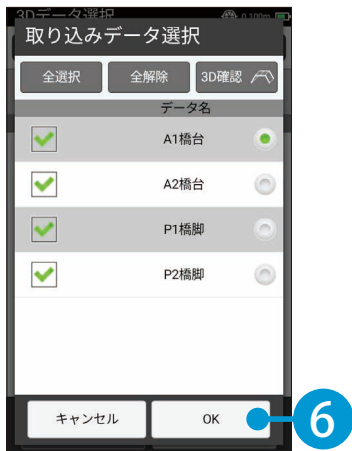 3Dデータ選択 0.100m
取り込みデータ選択
全選択 全解除 3D確認
データ名
A1橋台
A2橋台
P1橋脚
P2橋脚
キャンセル OK
6